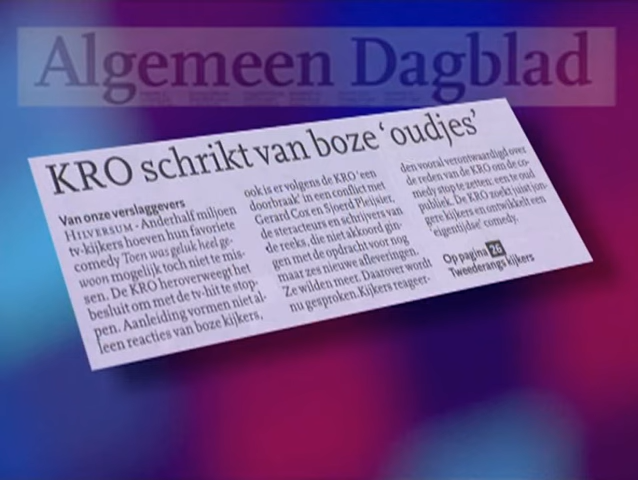 Algemeen Dagblad
KRO schrikt van boze ‘oudjes’
Van onze verslaggevers
HILVERSUM - Anderhalf miljoen
tv-kijkers hoeven hun favoriete
comedy Toen was geluk heel ge-
woon mogelijk toch niet te mis-
sen. De KRO heroverweegt het
besluit om met de tv-hit te stop-
pen. Aanleiding vormen niet al-
leen reacties van boze kijkers,
ook is er volgens de KRO ‘een
doorbraak’ in een conflict met
Gerard Cox en Sjoerd Pleijsier,
de steracteurs en schrijvers van
de reeks, die niet akkoord gin-
gen met de opdracht voor nog
maar zes nieuwe afleveringen.
Ze wilden meer. Daarover wordt
nu gesproken. Kijkers reageer-
den vooral verontwaardigd over
de reden van de KRO om de co-
medy stop te zetten: een te oud
publiek. De KRO zoekt juist jon-
gere kijkers en ontwikkelt een
‘eigentijdse’ comedy.
Op pagina 26
Tweederangs kijkers